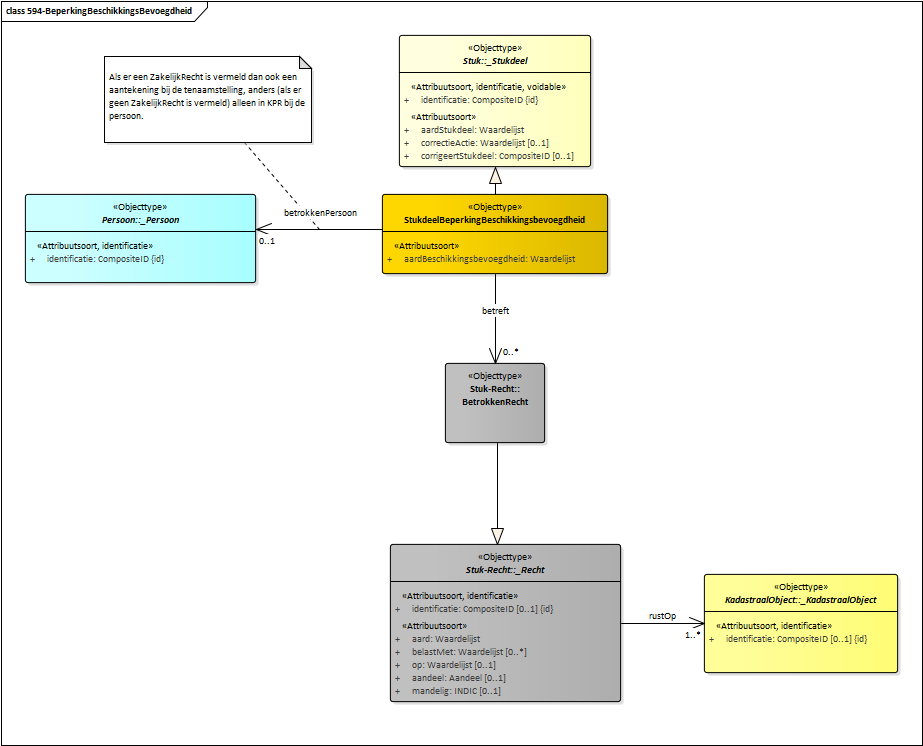 class 594-BeperkingBeschikkingsBevoegdheid
Als er een ZakelijkRecht is vermeld dan ook een
aantekening bij de tenaamstelling, anders (als er
geen ZakelijkRecht is vermeld) alleen in KPR bij de
persoon.
«Objecttype»
Stuk::_Stukdeel
«Attribuutsoort, identificatie, voidable»
+ identificatie: CompositeID {id}
«Attribuutsoort»
+ aardStukdeel: Waardelijst
+ correctieActie: Waardelijst [0..1]
+ corrigeertStukdeel: CompositeID [0..1]
«Objecttype»
Persoon::_Persoon
«Attribuutsoort, identificatie»
+ identificatie: CompositeID {id}
betrokkenPersoon
0..1
«Objecttype»
StukdeelBeperkingBeschikkingsbevoegdheid
«Attribuutsoort»
+ aardBeschikkingsbevoegdheid: Waardelijst
betreft
0..*
«Objecttype»
Stuk-Recht::
BetrokkenRecht
«Objecttype»
Stuk-Recht::_Recht
«Attribuutsoort, identificatie»
+ identificatie: CompositeID [0..1] {id}
«Attribuutsoort»
+ aard: Waardelijst
+ belastMet: Waardelijst [0..*]
+ op: Waardelijst [0..1]
+ aandeel: Aandeel [0..1]
+ mandelig: INDIC [0..1]
rustOp
1..*
«Objecttype»
KadastraalObject::_KadastraalObject
«Attribuutsoort, identificatie»
+ identificatie: CompositeID [0..1] {id}